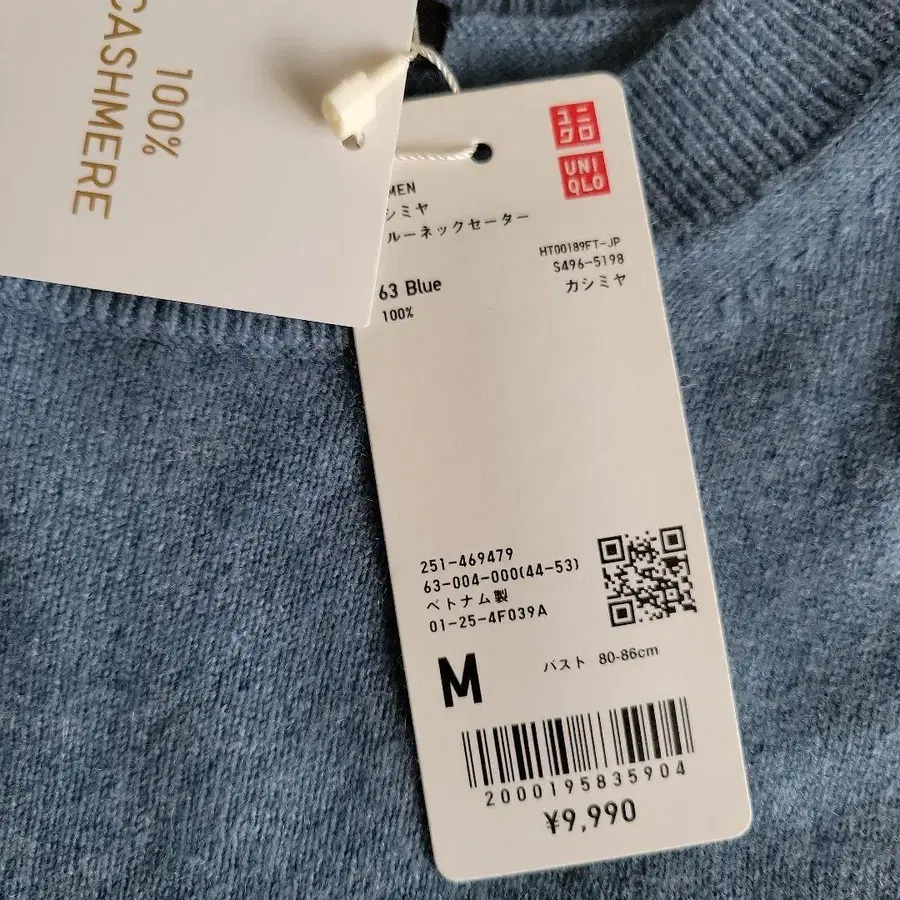 100%
CASHMERE
ユニ
クロ
UNI
QLO
MEN
シミヤ
ルーネックセーター
HT00189FT-JP
S496-5198
63 Blue
カシミヤ
100%
251-469479
63-004-000(44-53)
ベトナム製
01-25-4F039A
M
バスト 80-86cm
2000195835904
¥9,990